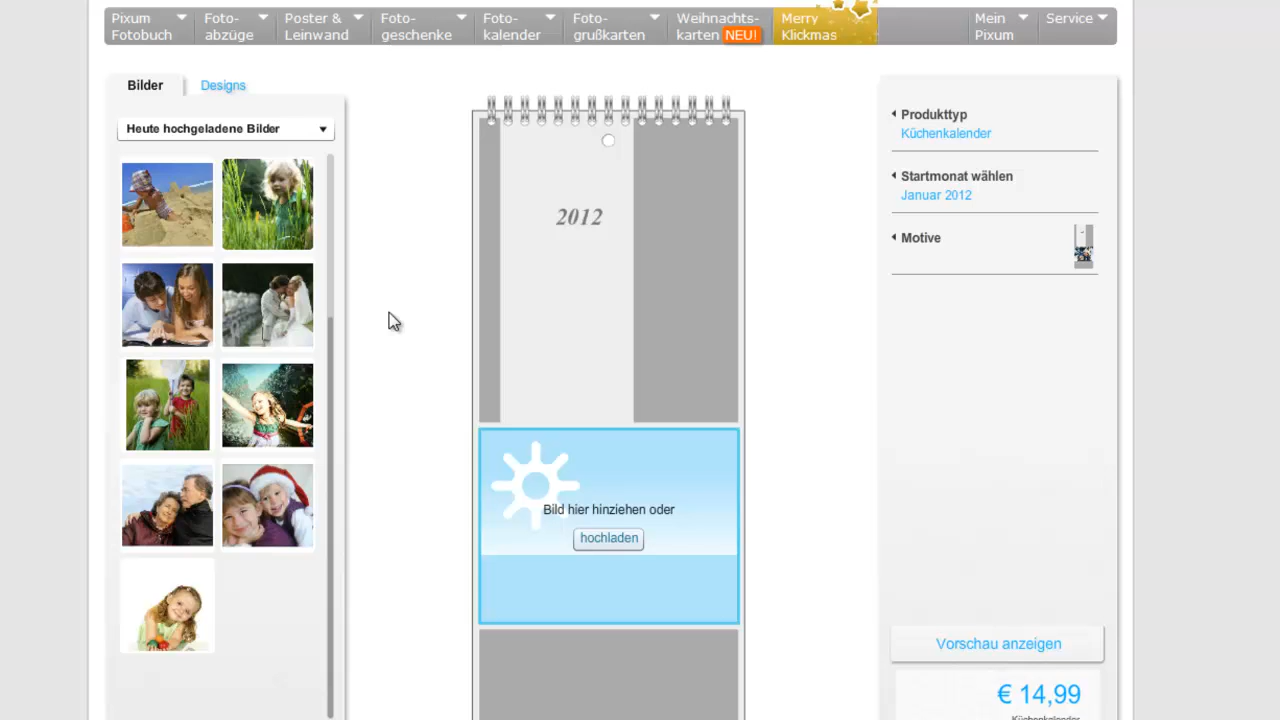 Pixum
Fotobuch
Foto-
abzüge
Poster &
Leinwand
Foto-
geschenke
Foto-
kalender
Foto-
grußkarten
Weihnachts-
karten NEU!
Merry
Klickmas
Mein
Pixum
Service
Bilder
Designs
Heute hochgeladene Bilder
2012
Bild hier hinziehen oder
hochladen
Produkttyp
Küchenkalender
Startmonat wählen
Januar 2012
Motive
Vorschau anzeigen
€ 14,99
Küchenkalender